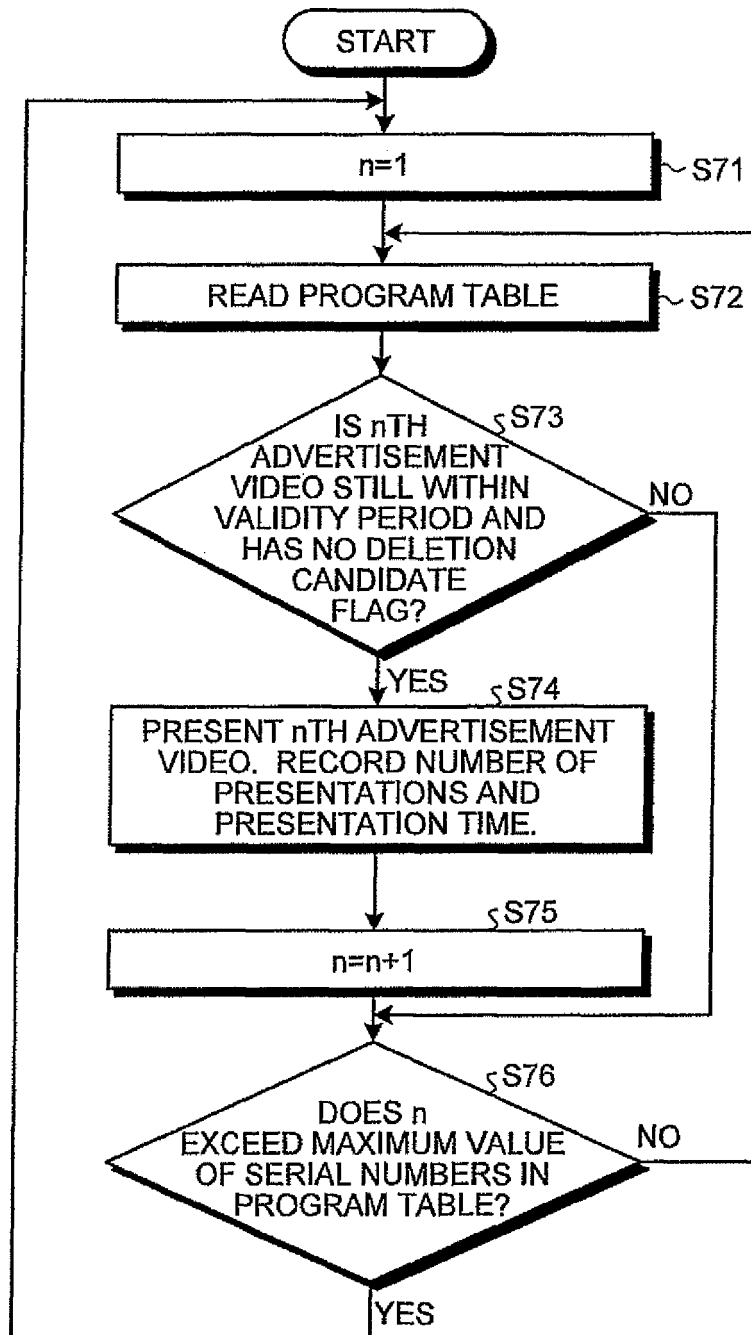 START
n=1
S71
READ PROGRAM TABLE
S72
S73
IS nTH
ADVERTISEMENT
VIDEO STILL WITHIN
VALIDITY PERIOD AND
HAS NO DELETION
CANDIDATE
FLAG?
NO
YES
S74
PRESENT nTH ADVERTISEMENT
VIDEO. RECORD NUMBER OF
PRESENTATIONS AND
PRESENTATION TIME.
S75
n=n+1
S76
DOES n
EXCEED MAXIMUM VALUE
OF SERIAL NUMBERS IN
PROGRAM TABLE?
NO
YES